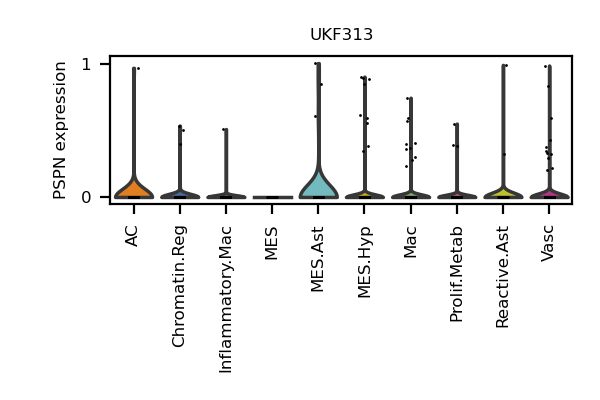 UKF313
PSPN expression
1
0
AC
Chromatin.Reg
Inflammatory.Mac
MES
MES.Ast
MES.Hyp
Mac
Prolif.Metab
Reactive.Ast
Vasc